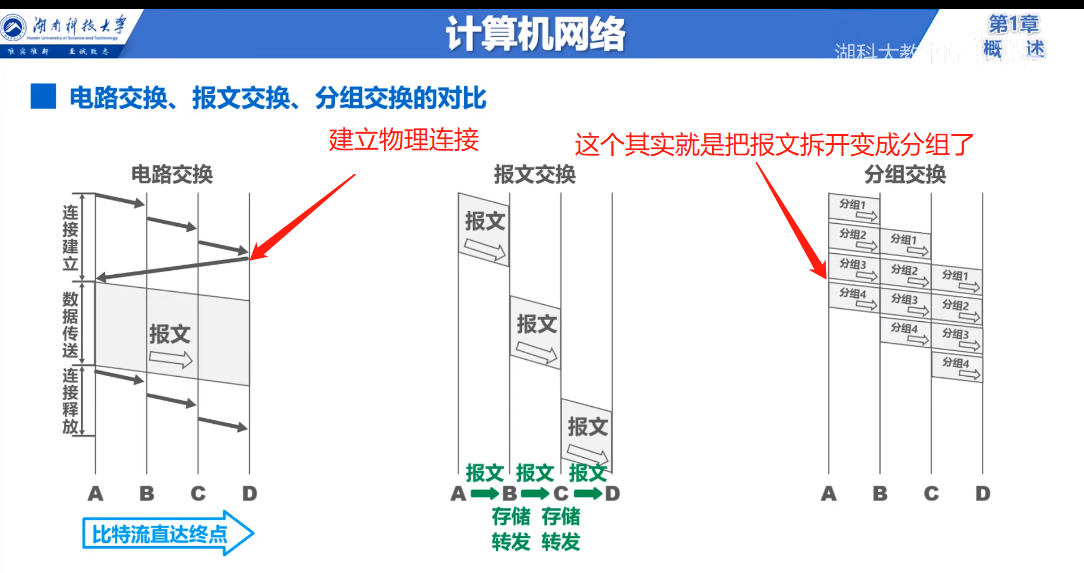 湖南科技大学
Hunan University of Science and Technology
唯实惟新 至诚致志
计算机网络
第1章
概 述
湖科大教
电路交换、报文交换、分组交换的对比
建立物理连接
这个其实就是把报文拆开变成分组了
电路交换
连接建立
数据传送
连接释放
报文
A B C D
比特流直达终点
报文交换
报文
报文
报文
报文 报文 报文
A B C D
存储 存储
转发 转发
分组交换
分组1
分组2 分组1
分组3 分组2 分组1
分组4 分组3 分组2
分组4 分组3
分组4
A B C D